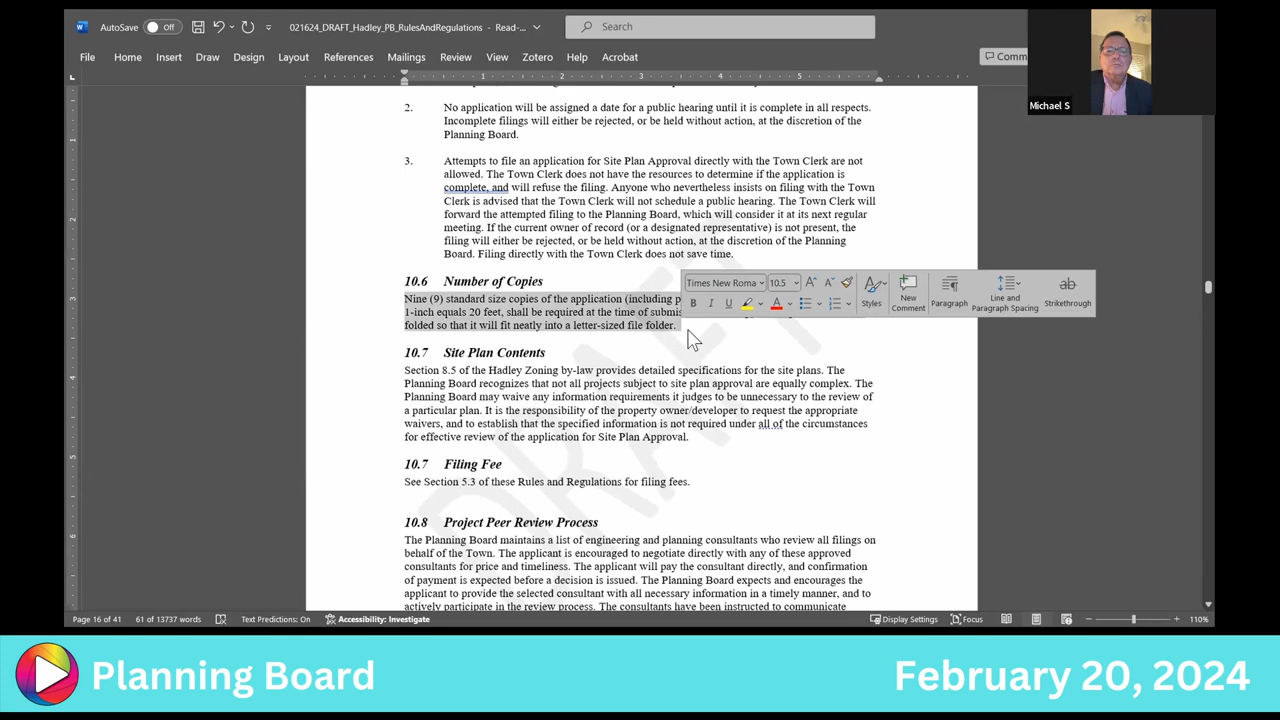 AutoSave Off 021624_DRAFT_Hadley_PB_RulesAndRegulations - Read-... Search
File Home Insert Draw Design Layout References Mailings Review View Zotero Help Acrobat Comm
Michael S
1 2 3 4 5
2. No application will be assigned a date for a public hearing until it is complete in all respects.
Incomplete filings will either be rejected, or be held without action, at the discretion of the
Planning Board.
3. Attempts to file an application for Site Plan Approval directly with the Town Clerk are not
allowed. The Town Clerk does not have the resources to determine if the application is
complete, and will refuse the filing. Anyone who nevertheless insists on filing with the Town
Clerk is advised that the Town Clerk will not schedule a public hearing. The Town Clerk will
forward the attempted filing to the Planning Board, which will consider it at its next regular
meeting. If the current owner of record (or a designated representative) is not present, the
filing will either be rejected, or be held without action, at the discretion of the Planning
Board. Filing directly with the Town Clerk does not save time.
10.6 Number of Copies
Nine (9) standard size copies of the application (including p
1-inch equals 20 feet, shall be required at the time of submis
folded so that it will fit neatly into a letter-sized file folder.
Times New Roma 10.5
B I U A
Styles New Comment Paragraph Line and Paragraph Spacing Strikethrough
10.7 Site Plan Contents
Section 8.5 of the Hadley Zoning by-law provides detailed specifications for the site plans. The
Planning Board recognizes that not all projects subject to site plan approval are equally complex. The
Planning Board may waive any information requirements it judges to be unnecessary to the review of
a particular plan. It is the responsibility of the property owner/developer to request the appropriate
waivers, and to establish that the specified information is not required under all of the circumstances
for effective review of the application for Site Plan Approval.
10.7 Filing Fee
See Section 5.3 of these Rules and Regulations for filing fees.
10.8 Project Peer Review Process
The Planning Board maintains a list of engineering and planning consultants who review all filings on
behalf of the Town. The applicant is encouraged to negotiate directly with any of these approved
consultants for price and timeliness. The applicant will pay the consultant directly, and confirmation
of payment is expected before a decision is issued. The Planning Board expects and encourages the
applicant to provide the selected consultant with all necessary information in a timely manner, and to
actively participate in the review process. The consultants have been instructed to communicate
DRAFT
Page 16 of 41 61 of 13737 words Text Predictions: On Accessibility: Investigate Display Settings Focus 110%
Planning Board February 20, 2024